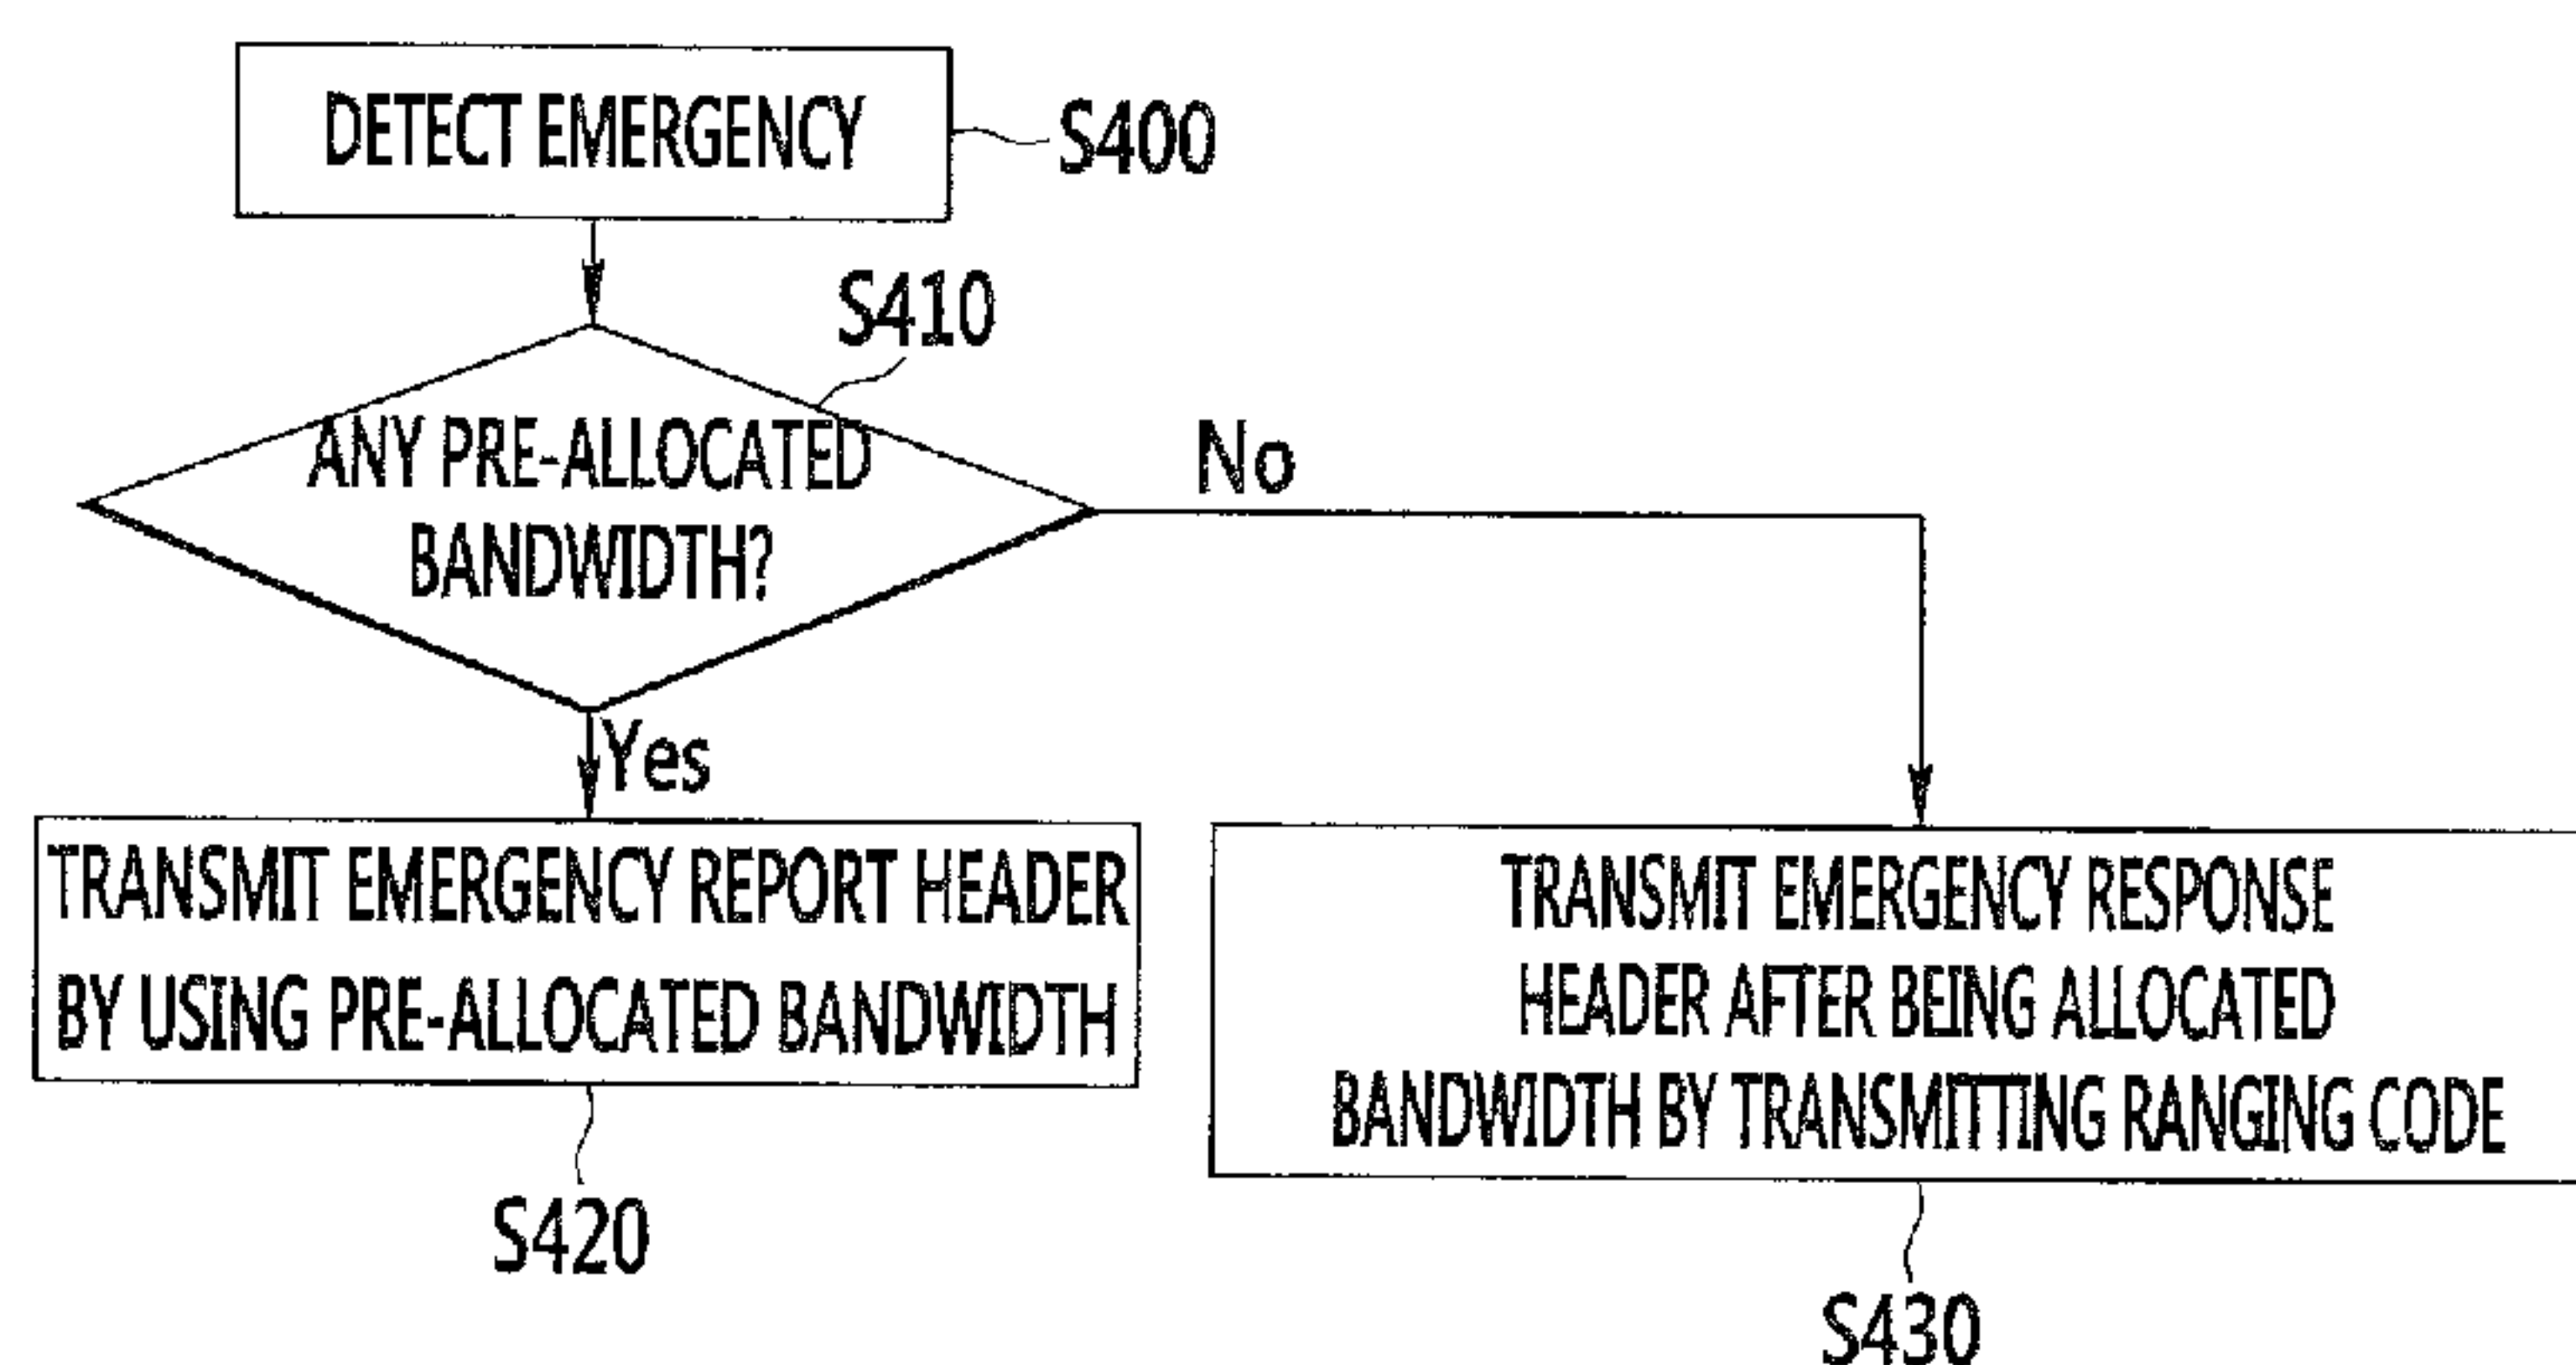 DETECT EMERGENCY
S400
S410
ANY PRE-ALLOCATED
BANDWIDTH?
No
Yes
TRANSMIT EMERGENCY REPORT HEADER
BY USING PRE-ALLOCATED BANDWIDTH
S420
TRANSMIT EMERGENCY RESPONSE
HEADER AFTER BEING ALLOCATED
BANDWIDTH BY TRANSMITTING RANGING CODE
S430